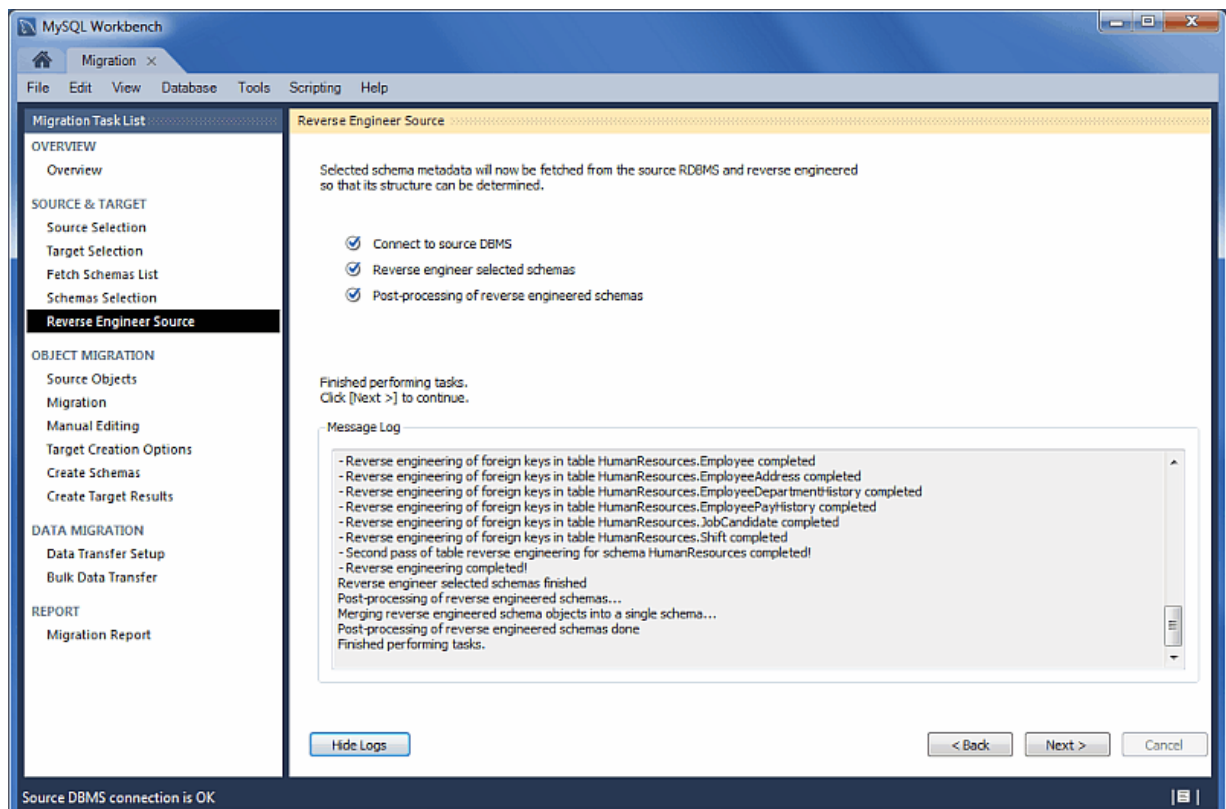 MySQL Workbench
Migration
File Edit View Database Tools Scripting Help
Migration Task List
OVERVIEW
Overview
SOURCE & TARGET
Source Selection
Target Selection
Fetch Schemas List
Schemas Selection
Reverse Engineer Source
OBJECT MIGRATION
Source Objects
Migration
Manual Editing
Target Creation Options
Create Schemas
Create Target Results
DATA MIGRATION
Data Transfer Setup
Bulk Data Transfer
REPORT
Migration Report
Reverse Engineer Source
Selected schema metadata will now be fetched from the source RDBMS and reverse engineered
so that its structure can be determined.
Connect to source DBMS
Reverse engineer selected schemas
Post-processing of reverse engineered schemas
Finished performing tasks.
Click [Next >] to continue.
Message Log
- Reverse engineering of foreign keys in table HumanResources.Employee completed
- Reverse engineering of foreign keys in table HumanResources.EmployeeAddress completed
- Reverse engineering of foreign keys in table HumanResources.EmployeeDepartmentHistory completed
- Reverse engineering of foreign keys in table HumanResources.EmployeePayHistory completed
- Reverse engineering of foreign keys in table HumanResources.JobCandidate completed
- Reverse engineering of foreign keys in table HumanResources.Shift completed
- Second pass of table reverse engineering for schema HumanResources completed!
- Reverse engineering completed!
Reverse engineer selected schemas finished
Post-processing of reverse engineered schemas...
Merging reverse engineered schema objects into a single schema...
Post-processing of reverse engineered schemas done
Finished performing tasks.
Hide Logs
< Back Next > Cancel
Source DBMS connection is OK